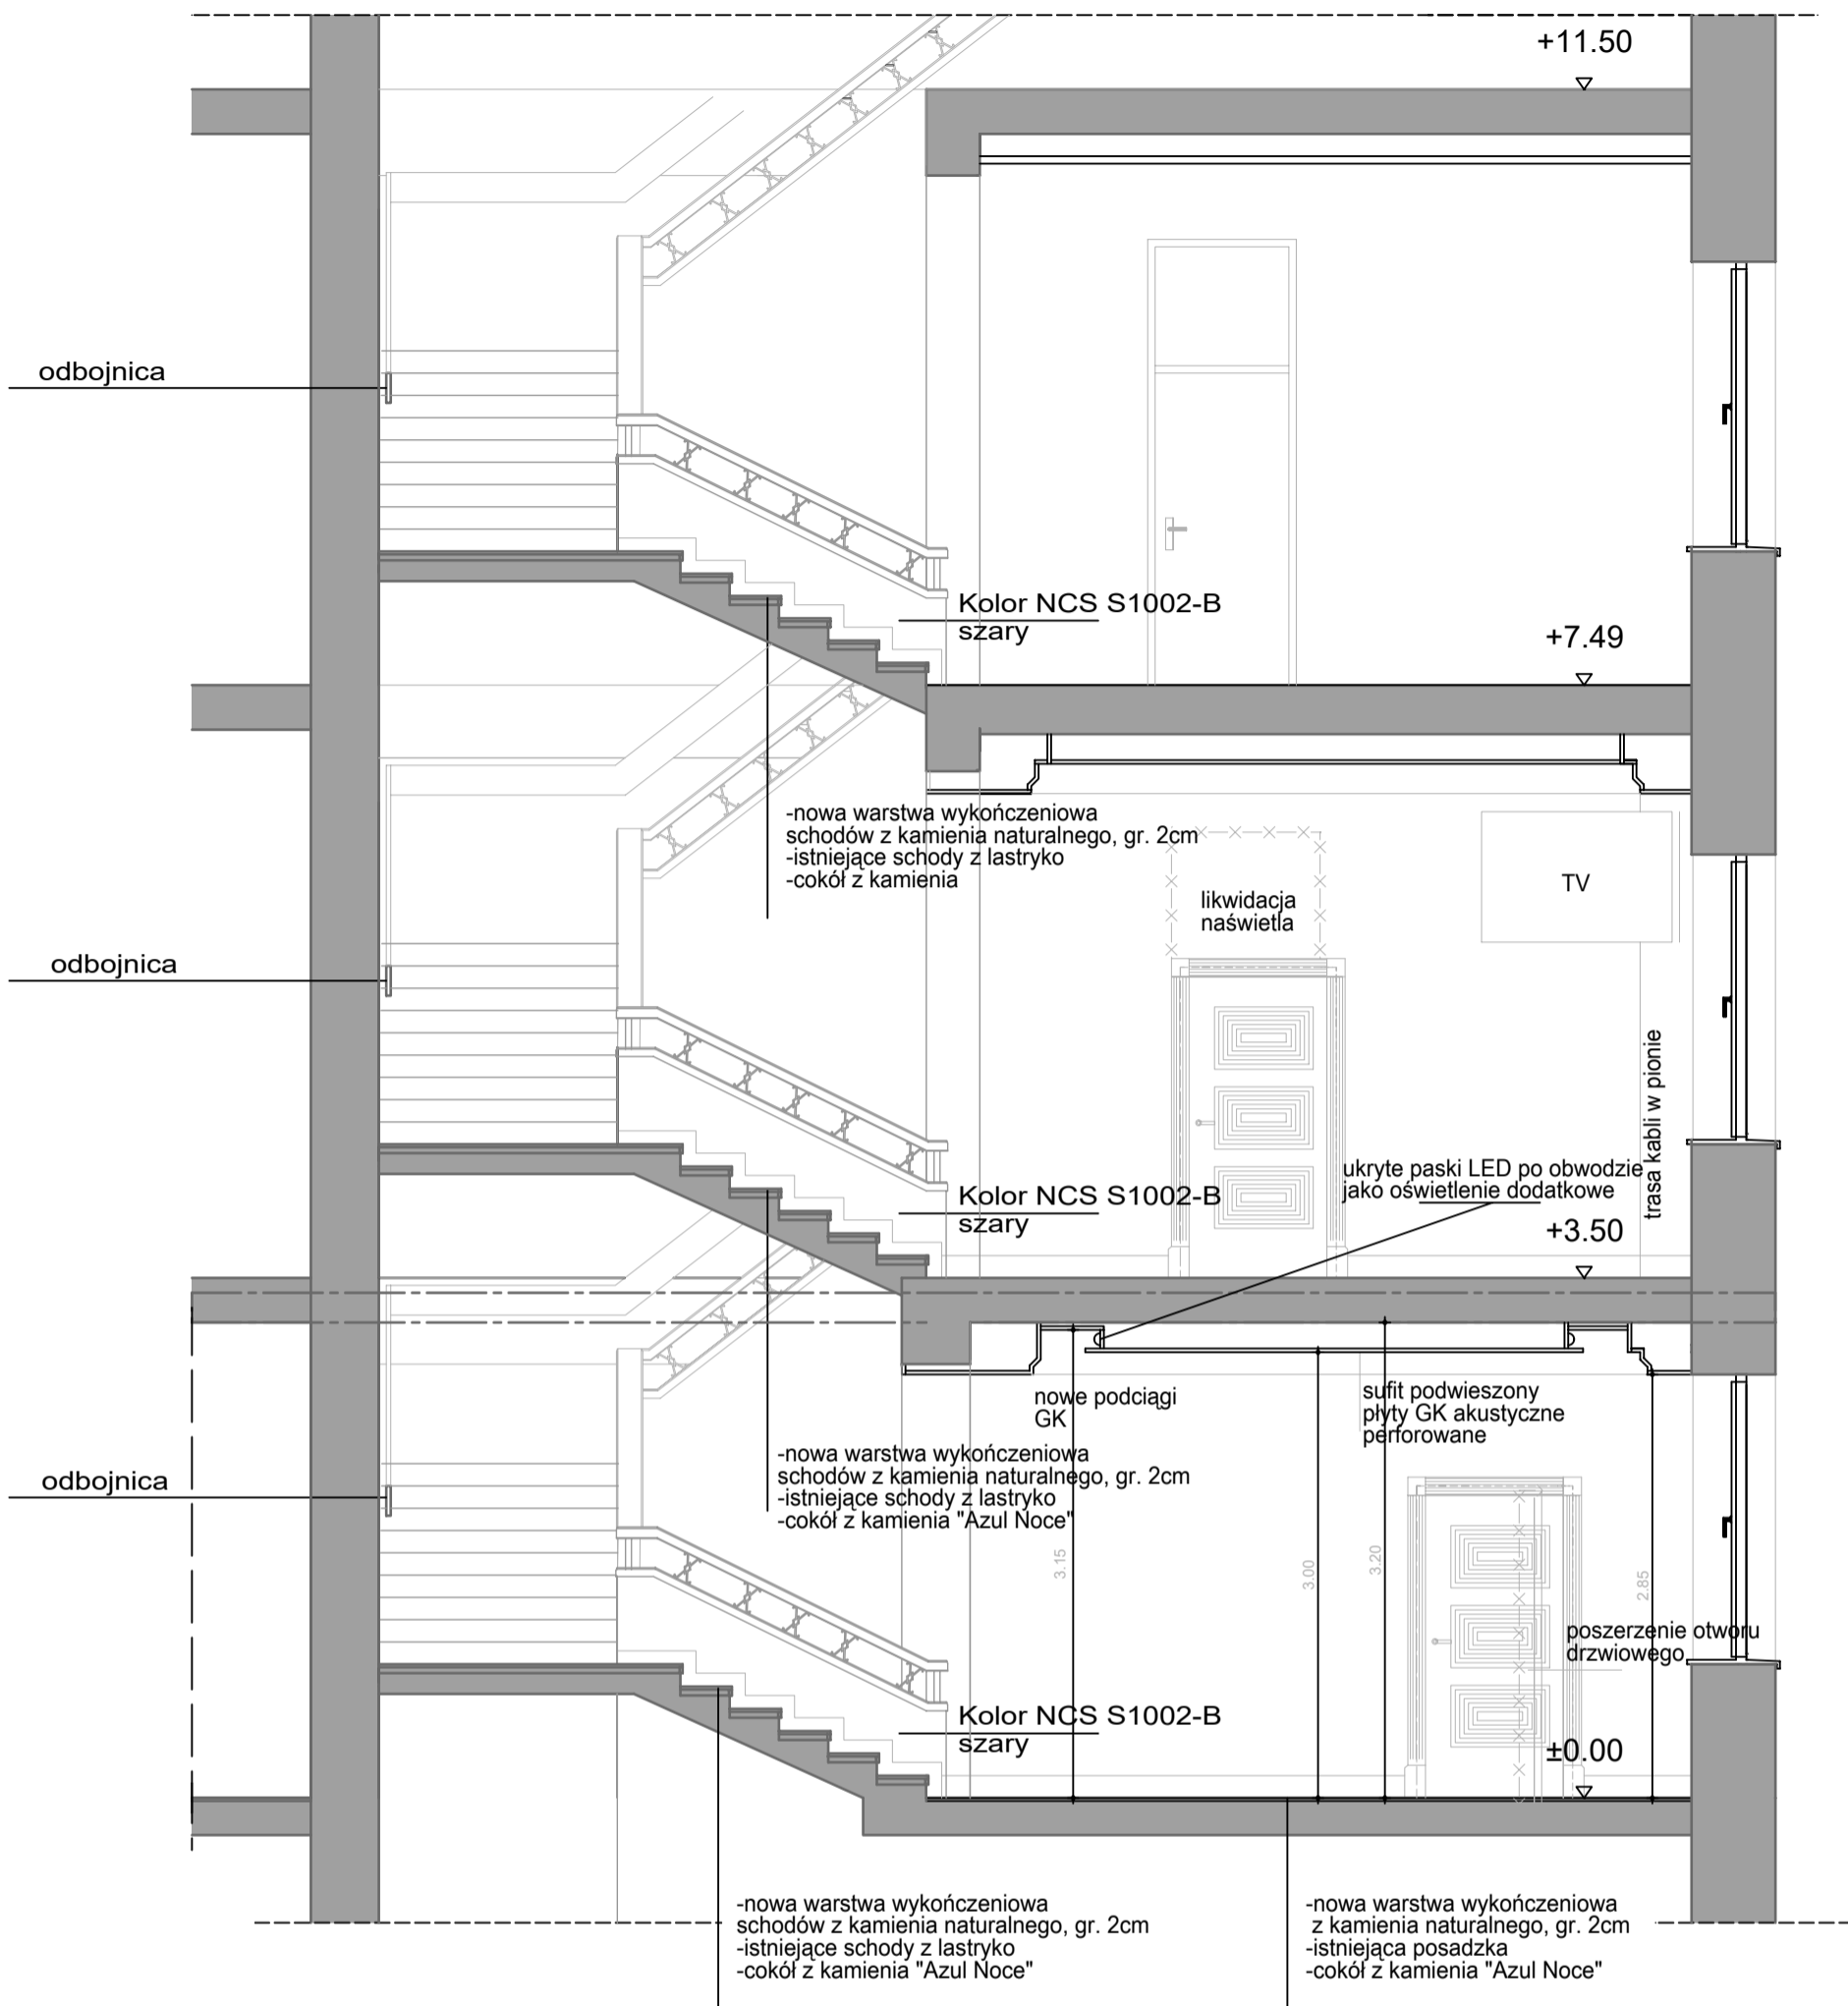 +11.50
odbojnica
Kolor NCS S1002-B
szary
+7.49
-nowa warstwa wykończeniowa
schodów z kamienia naturalnego, gr. 2cm
-istniejące schody z lastryko
-cokół z kamienia
likwidacja
naświetla
TV
odbojnica
trasa kabli w pionie
ukryte paski LED po obwodzie
jako oświetlenie dodatkowe
Kolor NCS S1002-B
szary
+3.50
nowe podciągi
GK
sufit podwieszony
płyty GK akustyczne
perforowane
-nowa warstwa wykończeniowa
schodów z kamienia naturalnego, gr. 2cm
-istniejące schody z lastryko
-cokół z kamienia "Azul Noce"
odbojnica
3.15
3.00
3.20
2.85
poszerzenie otworu
drzwiowego
Kolor NCS S1002-B
szary
±0.00
-nowa warstwa wykończeniowa
schodów z kamienia naturalnego, gr. 2cm
-istniejące schody z lastryko
-cokół z kamienia "Azul Noce"
-nowa warstwa wykończeniowa
z kamienia naturalnego, gr. 2cm
-istniejąca posadzka
-cokół z kamienia "Azul Noce"